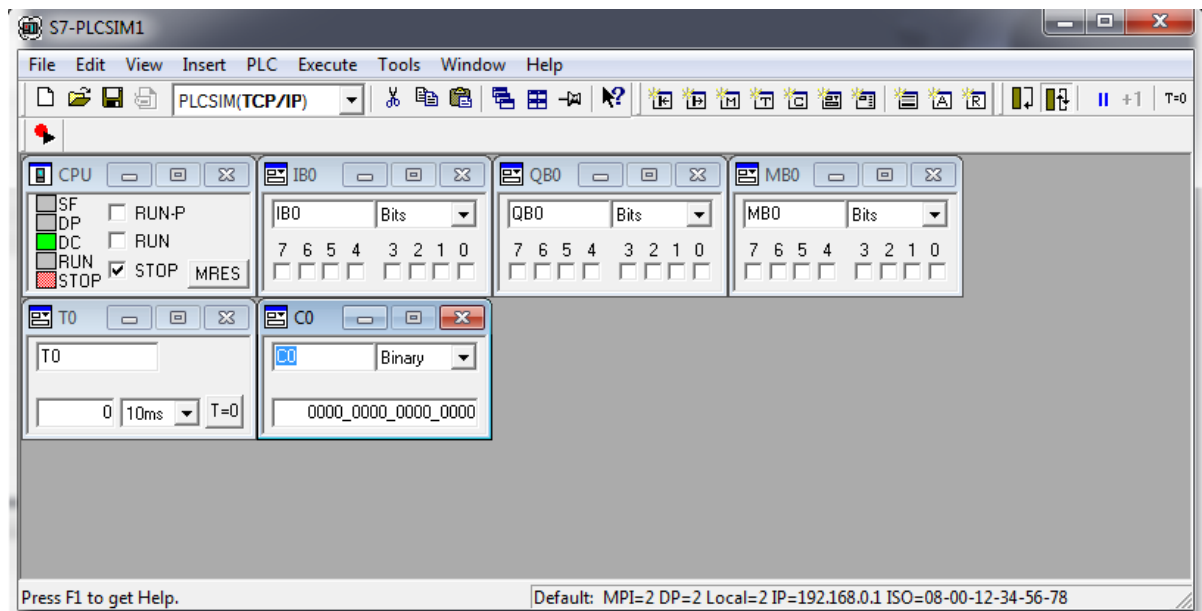 S7-PLCSIM1
File Edit View Insert PLC Execute Tools Window Help
PLCSIM(TCP/IP) +1 T=0
CPU IB0 QB0 MB0
SF
DP
DC
RUN
STOP
RUN-P
RUN
STOP MRES
IB0 Bits
7 6 5 4 3 2 1 0
QB0 Bits
7 6 5 4 3 2 1 0
MB0 Bits
7 6 5 4 3 2 1 0
T0 C0
T0
0 10ms T=0
C0 Binary
0000_0000_0000_0000
Press F1 to get Help. Default: MPI=2 DP=2 Local=2 IP=192.168.0.1 ISO=08-00-12-34-56-78